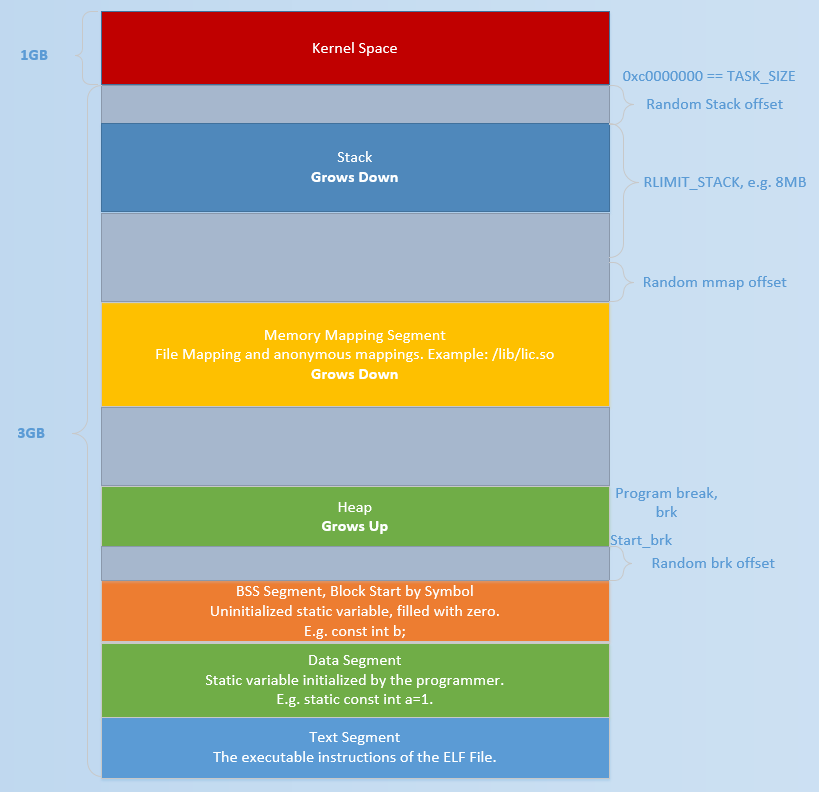 Kernel Space
1GB
0xc0000000 == TASK_SIZE
Random Stack offset
Stack
Grows Down
RLIMIT_STACK, e.g. 8MB
Random mmap offset
Memory Mapping Segment
File Mapping and anonymous mappings. Example: /lib/lic.so
Grows Down
3GB
Heap
Grows Up
Program break,
brk
Start_brk
Random brk offset
BSS Segment, Block Start by Symbol
Uninitialized static variable, filled with zero.
E.g. const int b;
Data Segment
Static variable initialized by the programmer.
E.g. static const int a=1.
Text Segment
The executable instructions of the ELF File.